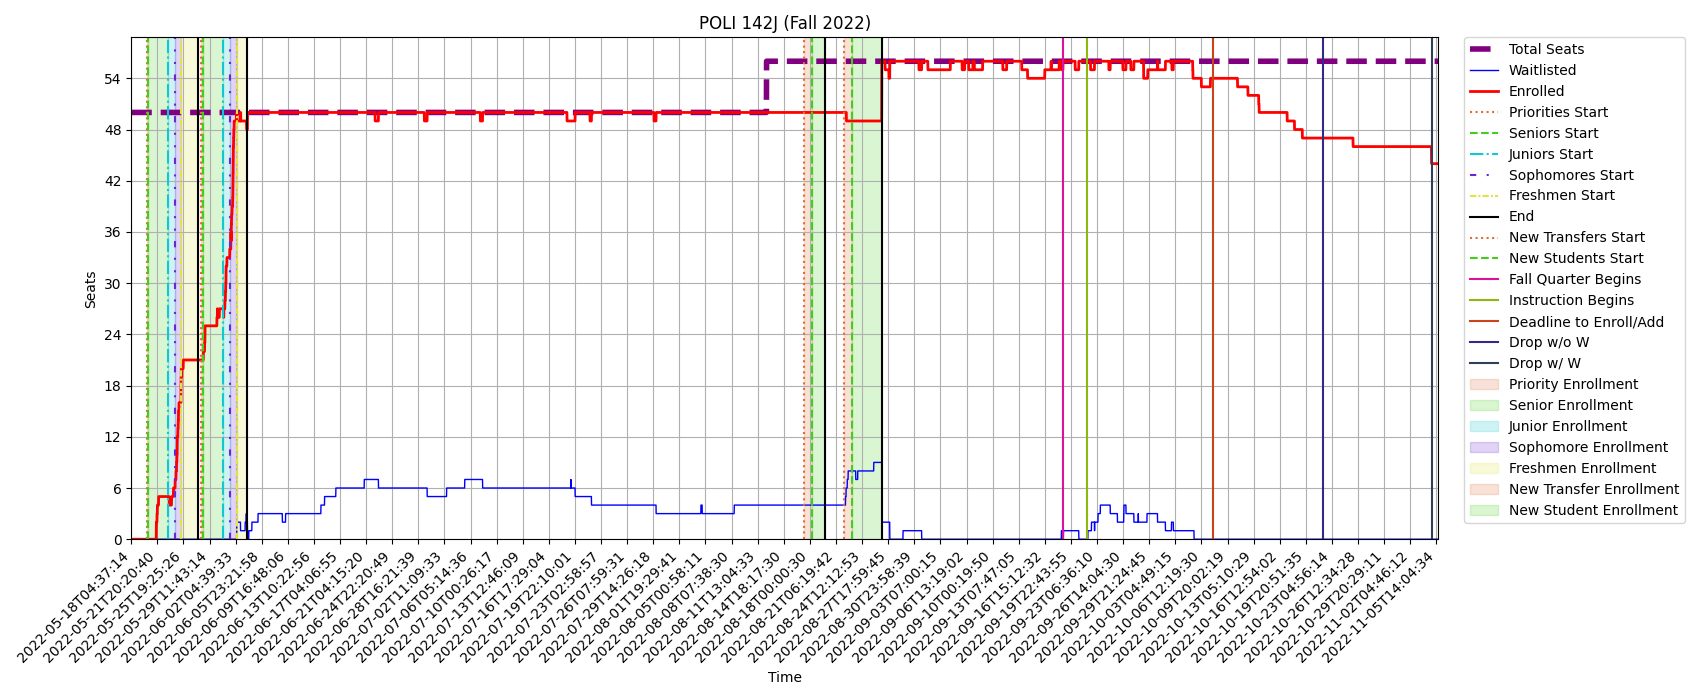 POLI 142J (Fall 2022)
Seats
54
48
42
36
30
24
18
12
6
0
2022-05-18T04:37:14
2022-05-21T20:20:40
2022-05-25T19:25:26
2022-05-29T11:43:14
2022-06-02T04:39:33
2022-06-05T23:21:58
2022-06-09T16:48:06
2022-06-13T10:22:56
2022-06-17T04:06:55
2022-06-21T04:15:20
2022-06-24T22:20:49
2022-06-28T16:21:39
2022-07-02T11:09:33
2022-07-06T05:14:36
2022-07-10T00:26:17
2022-07-13T12:46:09
2022-07-16T17:29:04
2022-07-19T22:10:01
2022-07-23T02:58:57
2022-07-26T07:59:31
2022-07-29T14:26:18
2022-08-01T19:29:41
2022-08-05T00:58:11
2022-08-08T07:38:30
2022-08-11T13:04:33
2022-08-14T18:17:30
2022-08-18T00:00:30
2022-08-21T06:19:42
2022-08-24T12:12:53
2022-08-27T17:59:45
2022-08-30T23:58:39
2022-09-03T07:00:15
2022-09-06T13:19:02
2022-09-10T00:19:50
2022-09-13T07:47:05
2022-09-16T15:12:32
2022-09-19T22:43:55
2022-09-23T06:36:10
2022-09-26T14:04:30
2022-09-29T21:24:45
2022-10-03T04:49:15
2022-10-06T12:19:30
2022-10-09T20:02:19
2022-10-13T05:10:29
2022-10-16T12:54:02
2022-10-19T20:51:35
2022-10-23T04:56:14
2022-10-26T12:34:28
2022-10-29T20:29:11
2022-11-02T04:46:12
2022-11-05T14:04:34
Time
Total Seats
Waitlisted
Enrolled
Priorities Start
Seniors Start
Juniors Start
Sophomores Start
Freshmen Start
End
New Transfers Start
New Students Start
Fall Quarter Begins
Instruction Begins
Deadline to Enroll/Add
Drop w/o W
Drop w/ W
Priority Enrollment
Senior Enrollment
Junior Enrollment
Sophomore Enrollment
Freshmen Enrollment
New Transfer Enrollment
New Student Enrollment